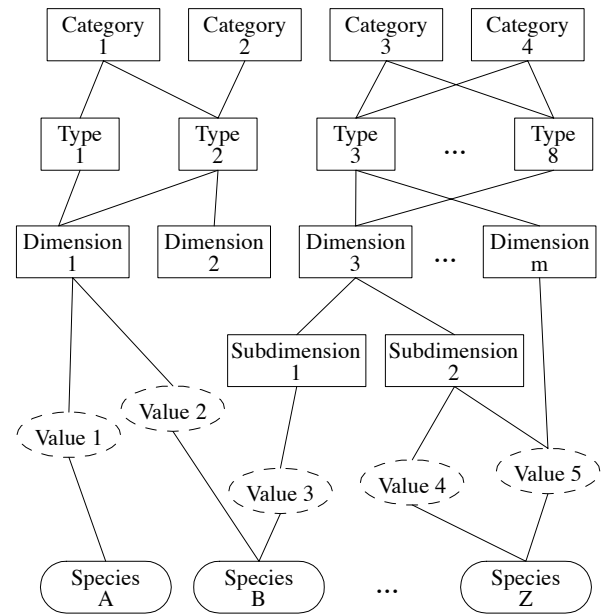 Category
1
Category
2
Category
3
Category
4
Type
1
Type
2
Type
3
...
Type
8
Dimension
1
Dimension
2
Dimension
3
...
Dimension
m
Subdimension
1
Subdimension
2
Value 1
Value 2
Value 3
Value 4
Value 5
Species
A
Species
B
...
Species
Z